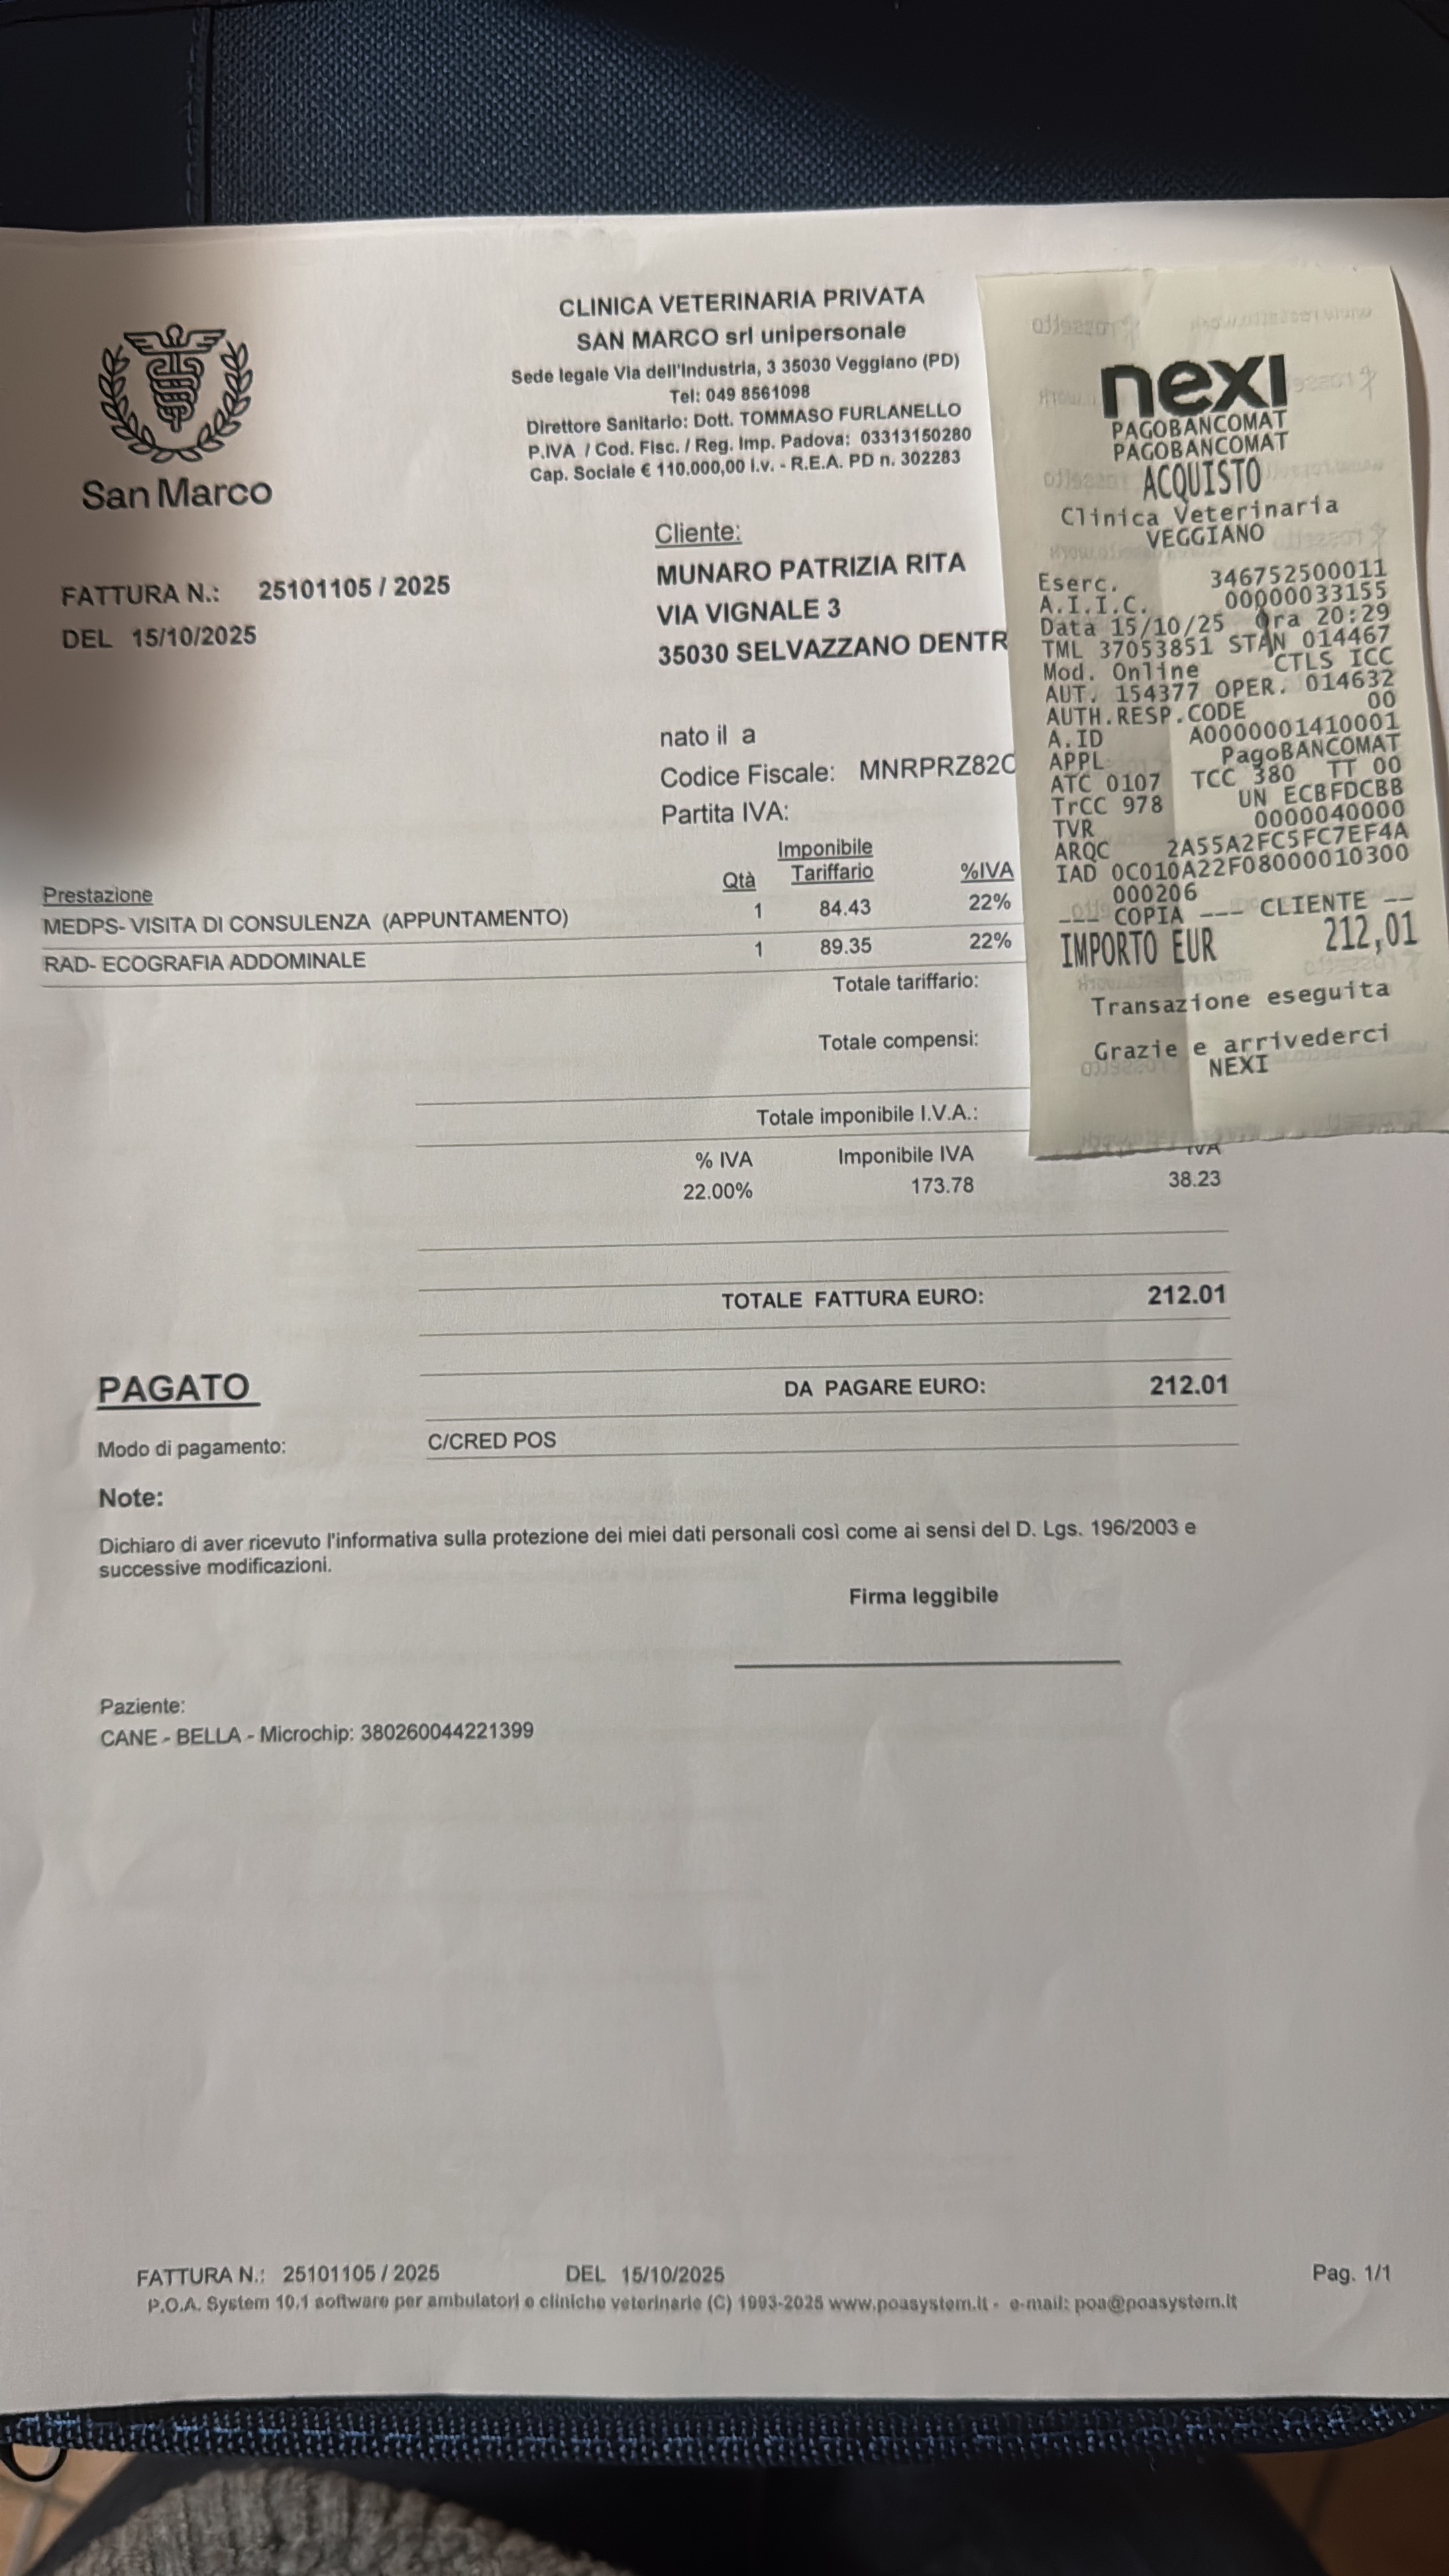 San Marco
CLINICA VETERINARIA PRIVATA
SAN MARCO srl unipersonale
Sede legale Via dell'Industria, 3 35030 Veggiano (PD)
Tel: 049 8561098
Direttore Sanitario: Dott. TOMMASO FURLANELLO
P.IVA / Cod. Fisc. / Reg. Imp. Padova: 03313150280
Cap. Sociale € 110.000,00 i.v. - R.E.A. PD n. 302283
FATTURA N.: 25101105 / 2025
DEL 15/10/2025
Cliente:
MUNARO PATRIZIA RITA
VIA VIGNALE 3
35030 SELVAZZANO DENTR
nato il a
Codice Fiscale: MNRPRZ82C
Partita IVA:
Prestazione Qtà Imponibile Tariffario %IVA
MEDPS- VISITA DI CONSULENZA (APPUNTAMENTO) 1 84.43 22%
RAD- ECOGRAFIA ADDOMINALE 1 89.35 22%
Totale tariffario:
Totale compensi:
Totale imponibile I.V.A.:
% IVA Imponibile IVA IVA
22.00% 173.78 38.23
TOTALE FATTURA EURO: 212.01
PAGATO
DA PAGARE EURO: 212.01
Modo di pagamento: C/CRED POS
Note:
Dichiaro di aver ricevuto l'informativa sulla protezione dei miei dati personali così come ai sensi del D. Lgs. 196/2003 e
successive modificazioni.
Firma leggibile
Paziente:
CANE - BELLA - Microchip: 380260044221399
FATTURA N.: 25101105 / 2025 DEL 15/10/2025 Pag. 1/1
P.O.A. System 10.1 software per ambulatori e cliniche veterinarie (C) 1993-2025 www.poasystem.it - e-mail: poa@poasystem.it
nexi
PAGOBANCOMAT
PAGOBANCOMAT
ACQUISTO
Clinica Veterinaria
VEGGIANO
Eserc. 346752500011
A.I.I.C. 00000033155
Data 15/10/25 Ora 20:29
TML 37053851 STAN 014467
Mod. Online CTLS ICC
AUT. 154377 OPER. 014632
AUTH.RESP.CODE 00
A.ID A0000001410001
APPL PagoBANCOMAT
ATC 0107 TCC 380 TT 00
TrCC 978 UN ECBFDCBB
TVR 0000040000
ARQC 2A55A2FC5FC7EF4A
IAD 0C010A22F08000010300
000206
--- COPIA --- CLIENTE --
IMPORTO EUR 212,01
Transazione eseguita
Grazie e arrivederci
NEXI